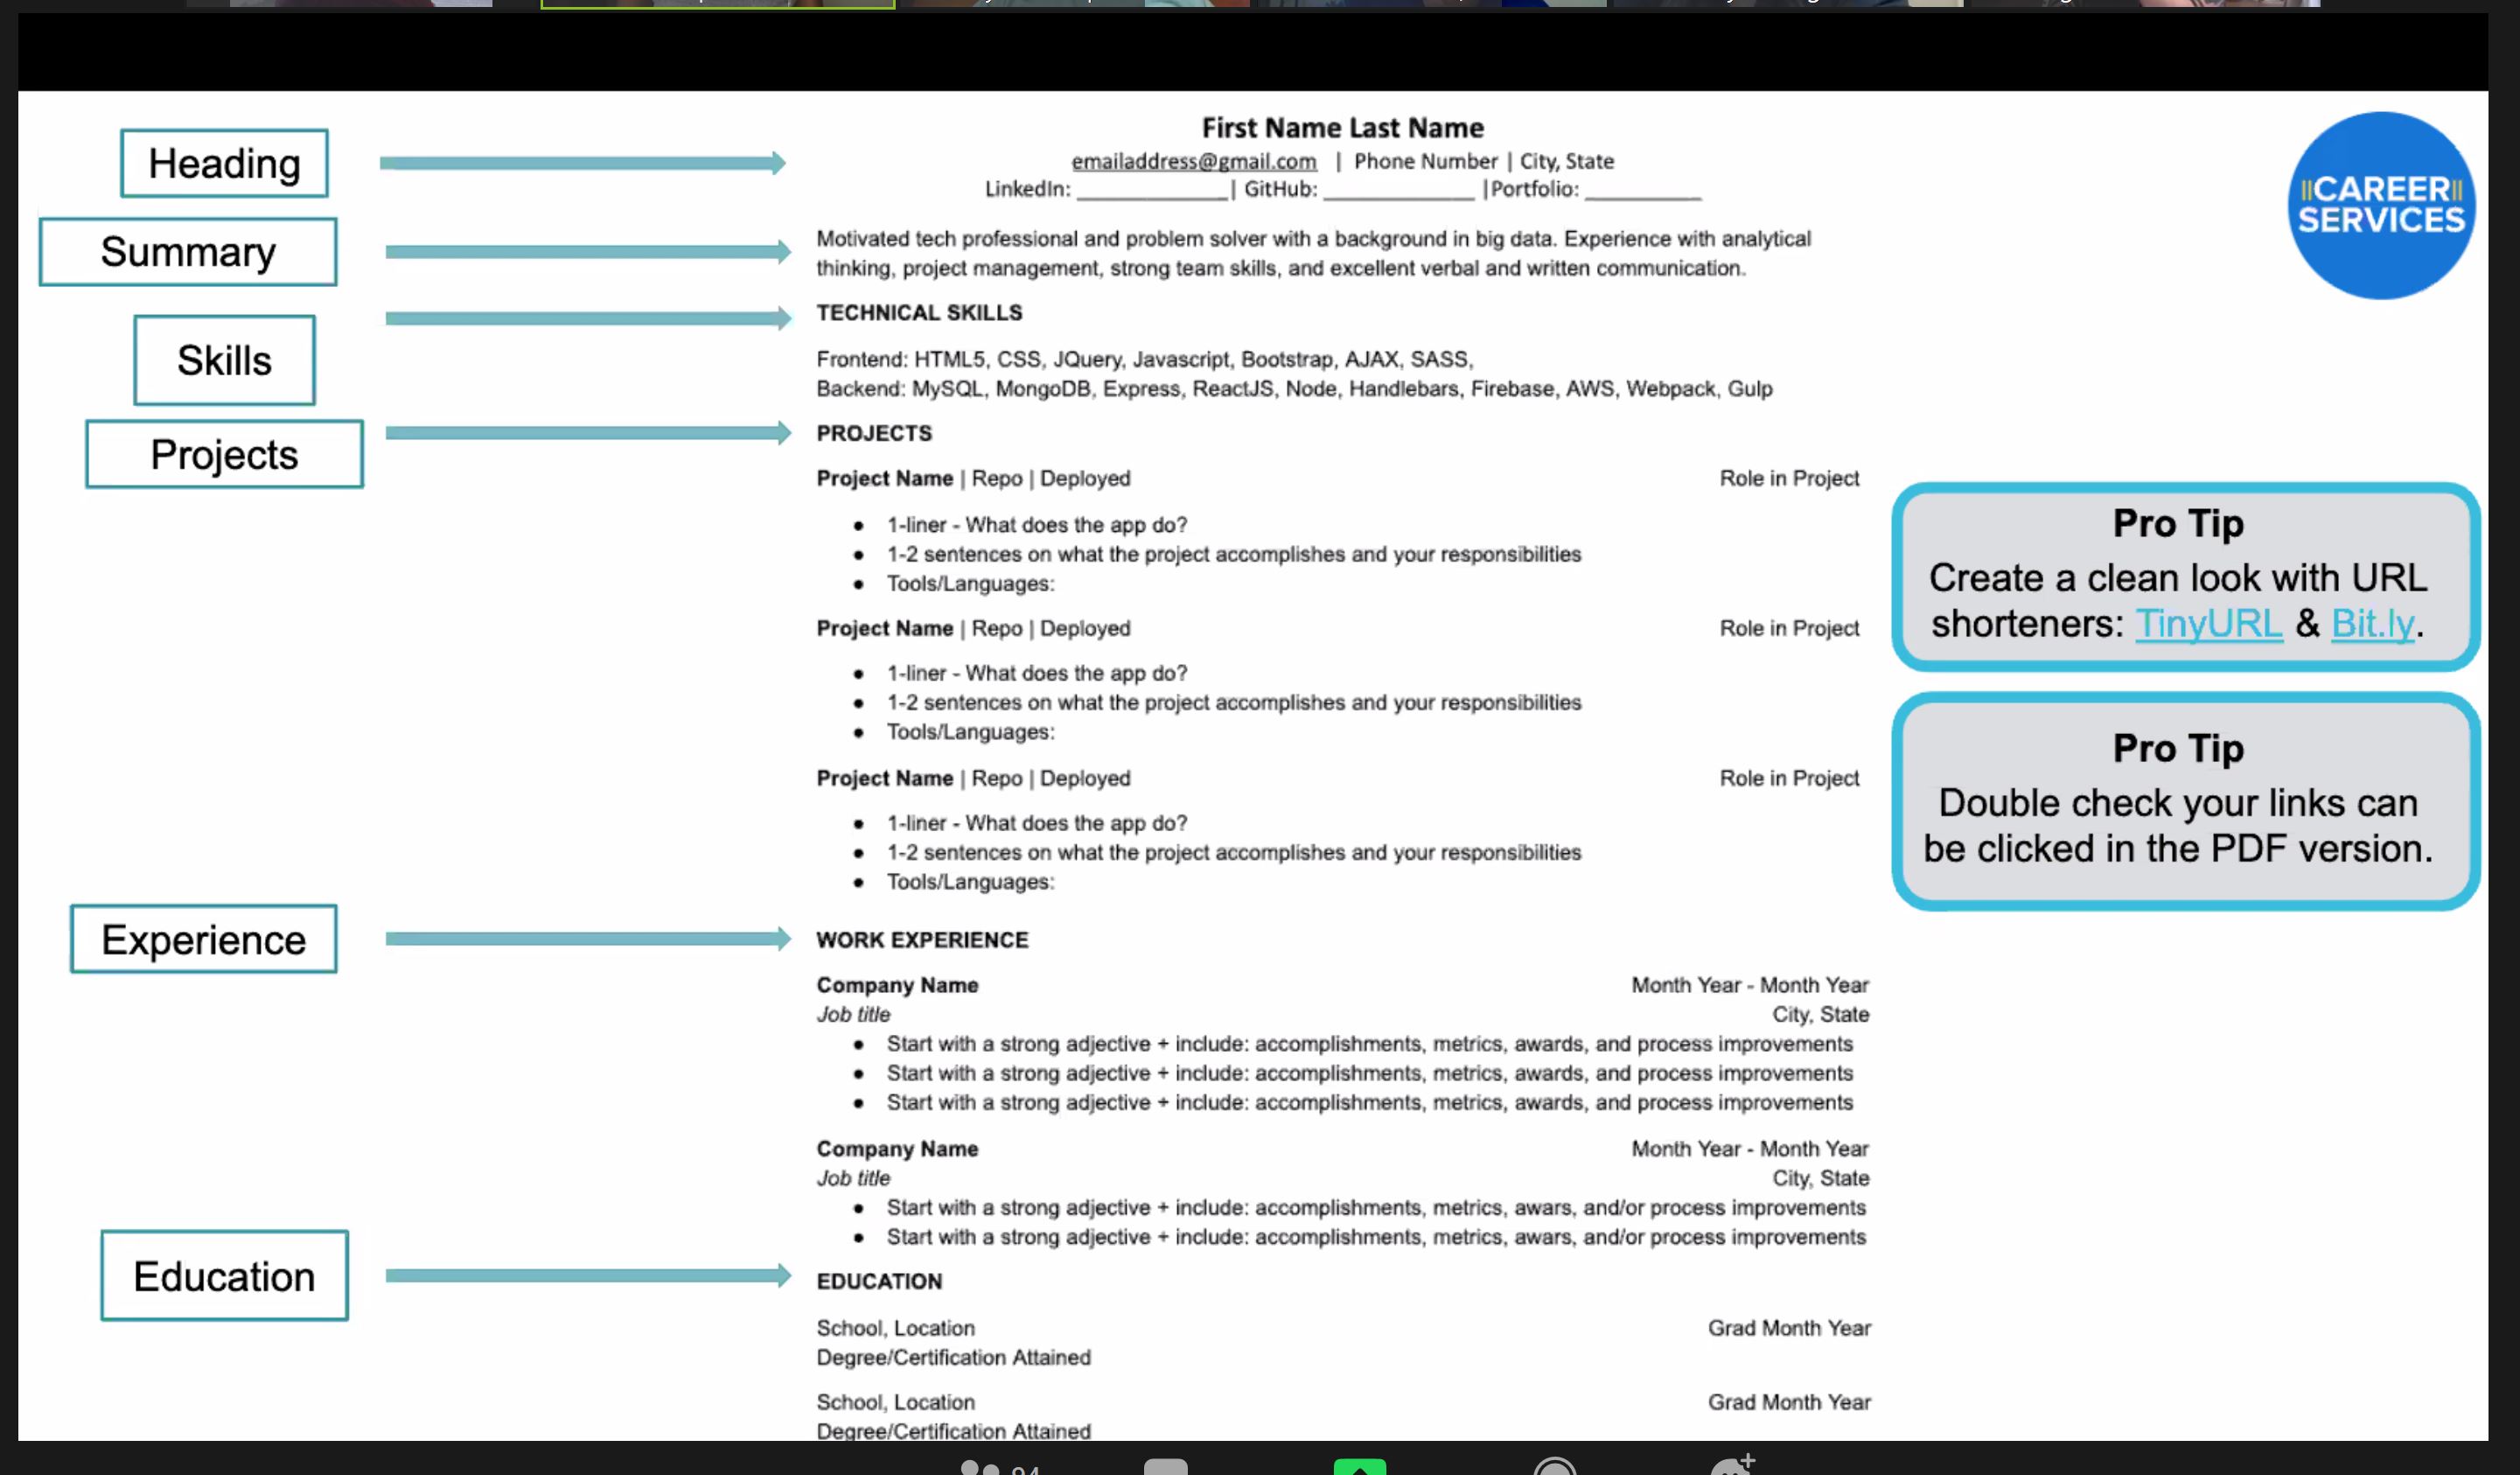 Heading
Summary
Skills
Projects
Experience
Education
First Name Last Name
emailaddress@gmail.com | Phone Number | City, State
LinkedIn: ______________| GitHub: ______________ |Portfolio: ___________
Motivated tech professional and problem solver with a background in big data. Experience with analytical
thinking, project management, strong team skills, and excellent verbal and written communication.
TECHNICAL SKILLS
Frontend: HTML5, CSS, JQuery, Javascript, Bootstrap, AJAX, SASS,
Backend: MySQL, MongoDB, Express, ReactJS, Node, Handlebars, Firebase, AWS, Webpack, Gulp
PROJECTS
Project Name | Repo | Deployed Role in Project
● 1-liner - What does the app do?
● 1-2 sentences on what the project accomplishes and your responsibilities
● Tools/Languages:
Project Name | Repo | Deployed Role in Project
● 1-liner - What does the app do?
● 1-2 sentences on what the project accomplishes and your responsibilities
● Tools/Languages:
Project Name | Repo | Deployed Role in Project
● 1-liner - What does the app do?
● 1-2 sentences on what the project accomplishes and your responsibilities
● Tools/Languages:
WORK EXPERIENCE
Company Name Month Year - Month Year
Job title City, State
● Start with a strong adjective + include: accomplishments, metrics, awards, and process improvements
● Start with a strong adjective + include: accomplishments, metrics, awards, and process improvements
● Start with a strong adjective + include: accomplishments, metrics, awards, and process improvements
Company Name Month Year - Month Year
Job title City, State
● Start with a strong adjective + include: accomplishments, metrics, awars, and/or process improvements
● Start with a strong adjective + include: accomplishments, metrics, awars, and/or process improvements
EDUCATION
School, Location Grad Month Year
Degree/Certification Attained
School, Location Grad Month Year
Degree/Certification Attained
||CAREER||
SERVICES
Pro Tip
Create a clean look with URL
shorteners: TinyURL & Bit.ly.
Pro Tip
Double check your links can
be clicked in the PDF version.